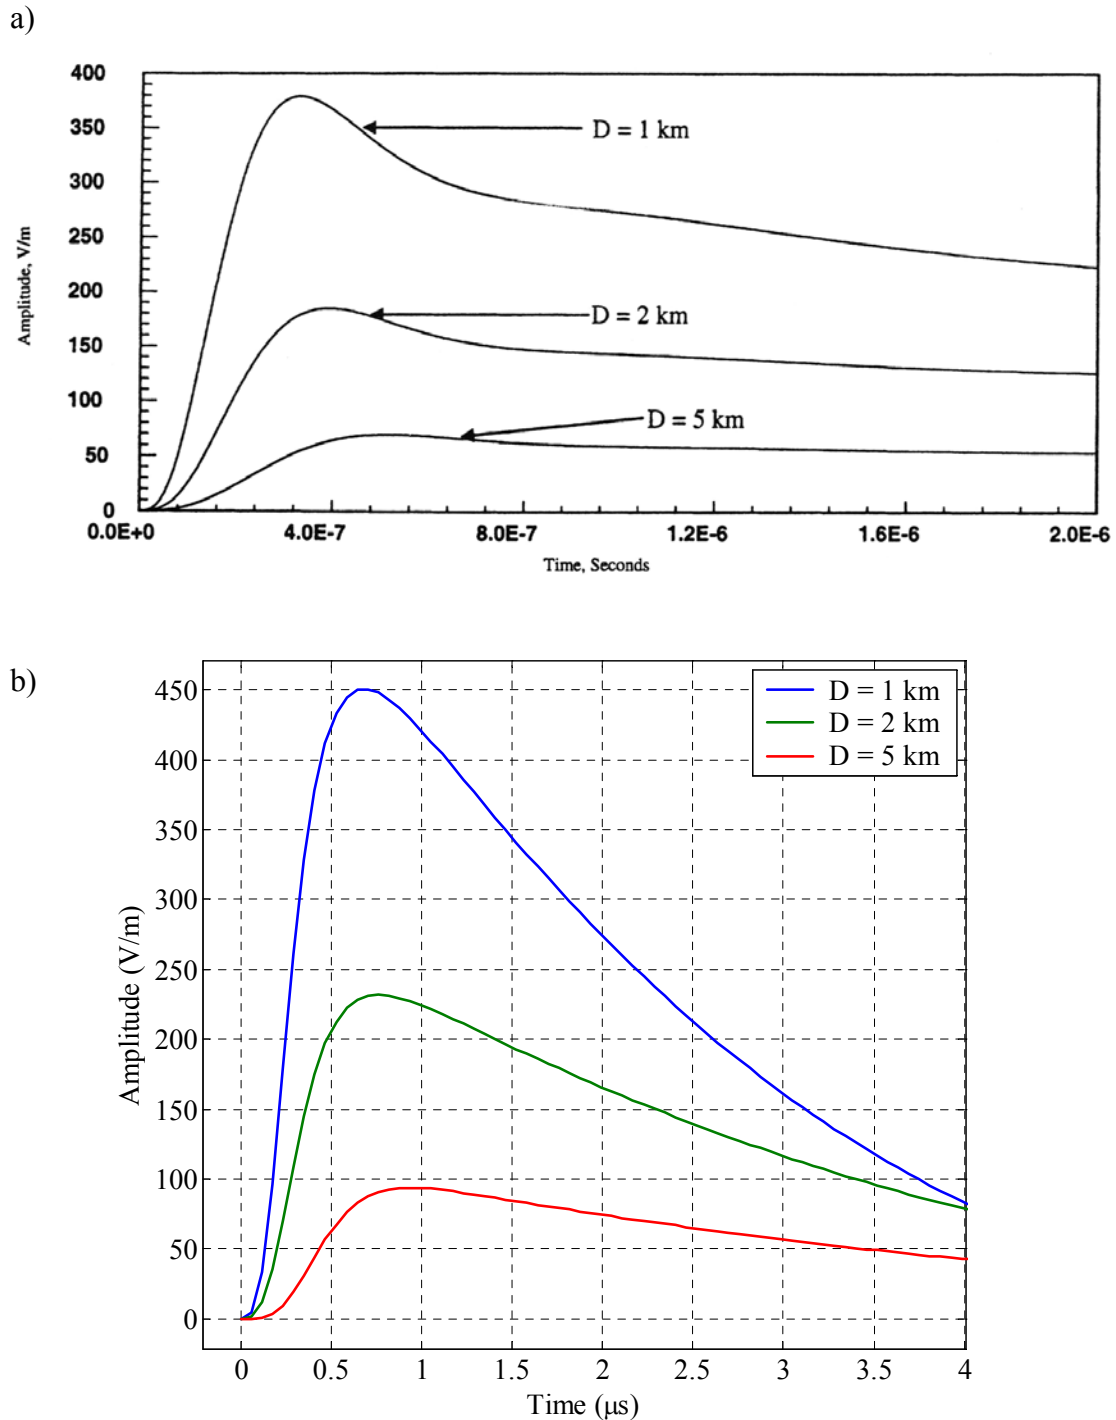 a)
400
350
300
250
200
150
100
50
0
Amplitude, V/m
D = 1 km
D = 2 km
D = 5 km
0.0E+0 4.0E-7 8.0E-7 1.2E-6 1.6E-6 2.0E-6
Time, Seconds
b)
450
400
350
300
250
200
150
100
50
0
Amplitude (V/m)
D = 1 km
D = 2 km
D = 5 km
0 0.5 1 1.5 2 2.5 3 3.5 4
Time (μs)